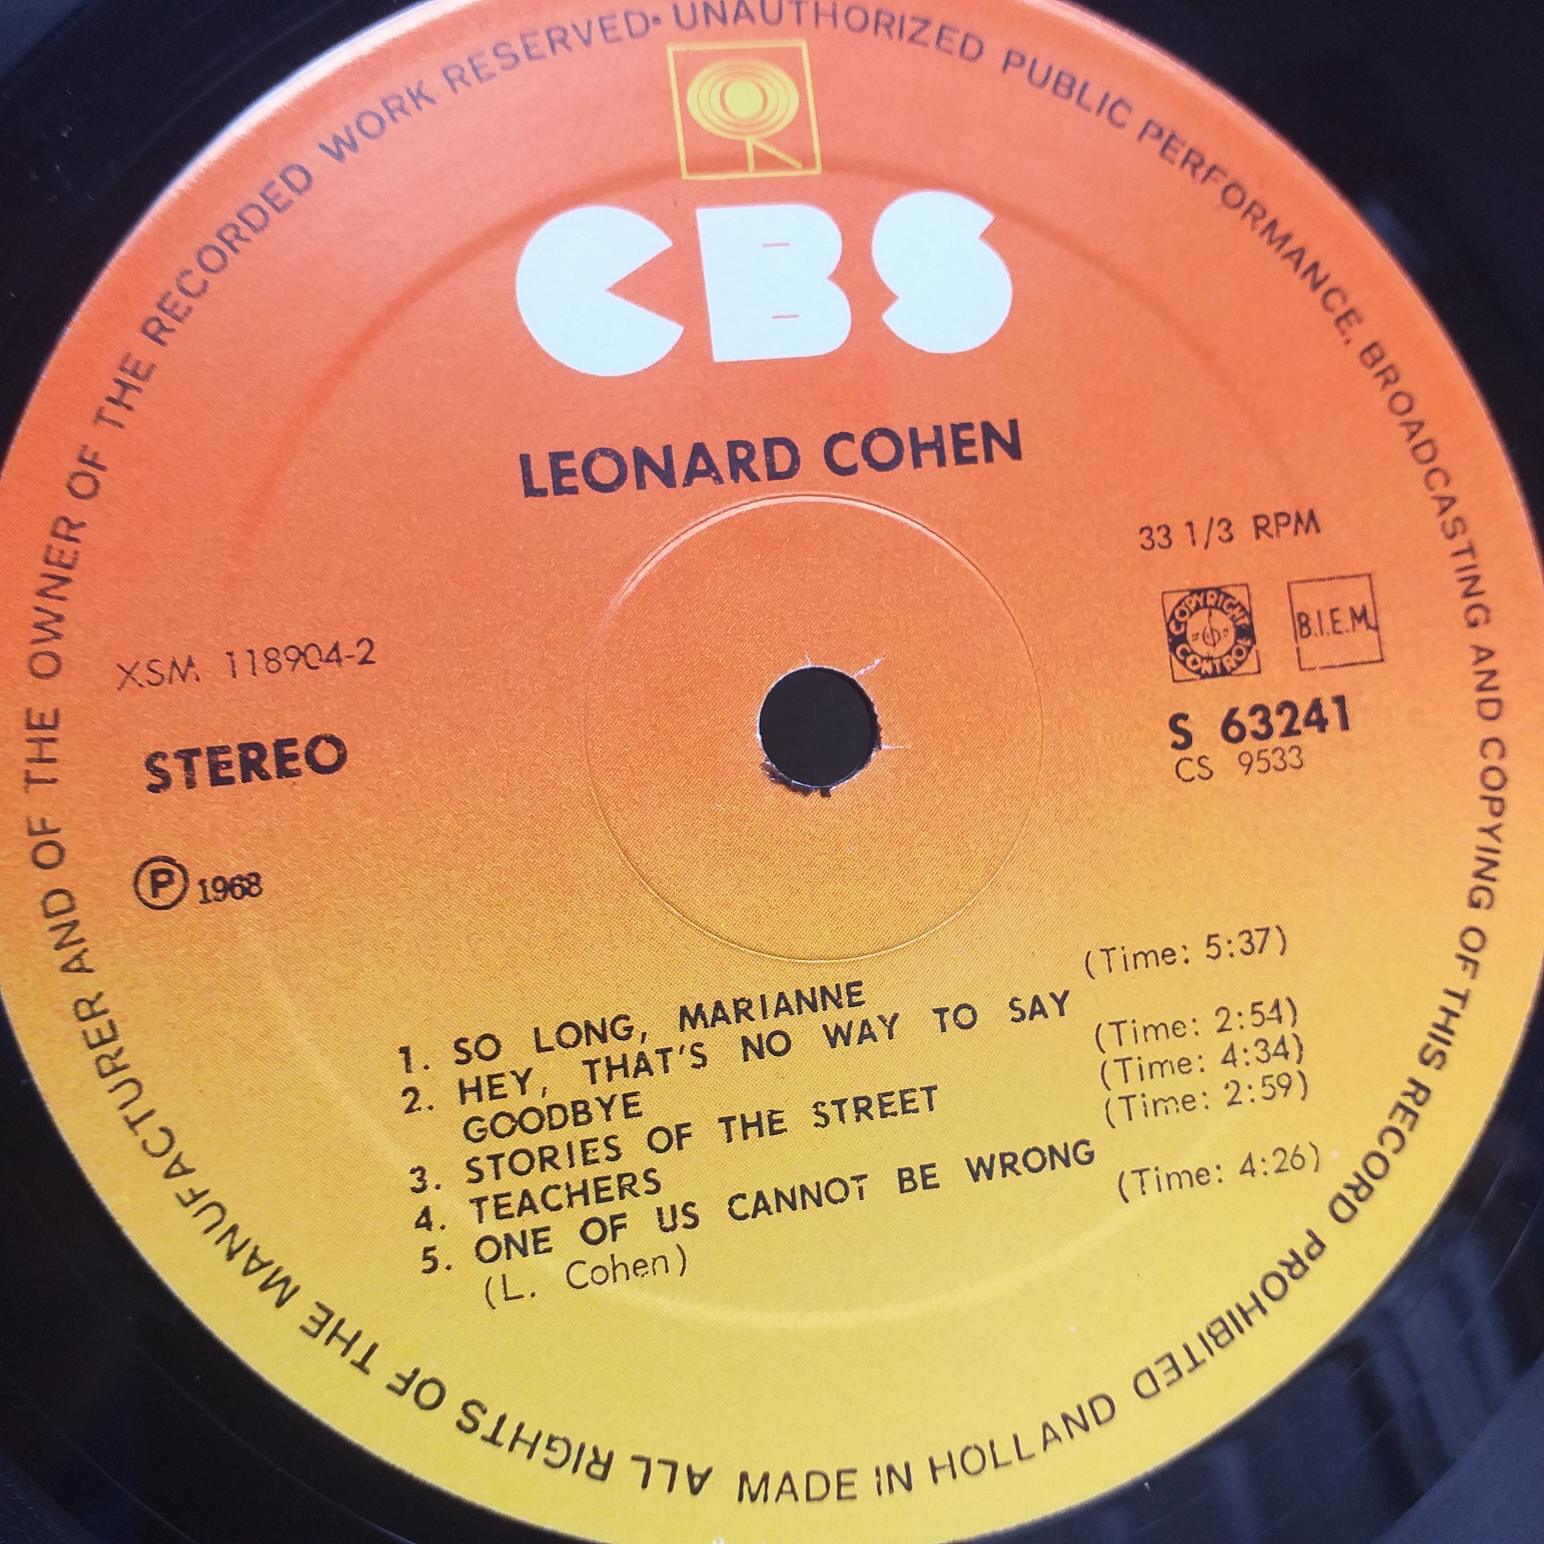 ALL RIGHTS OF THE MANUFACTURER AND OF THE OWNER OF THE RECORDED WORK RESERVED • UNAUTHORIZED PUBLIC PERFORMANCE, BROADCASTING AND COPYING OF THIS RECORD PROHIBITED
MADE IN HOLLAND
CBS
LEONARD COHEN
33 1/3 RPM
COPYRIGHT CONTROL
B.I.E.M.
XSM 118904-2
STEREO
S 63241
CS 9533
Ⓟ 1968
1. SO LONG, MARIANNE (Time: 5:37)
2. HEY, THAT'S NO WAY TO SAY
GOODBYE (Time: 2:54)
3. STORIES OF THE STREET (Time: 4:34)
4. TEACHERS (Time: 2:59)
5. ONE OF US CANNOT BE WRONG (Time: 4:26)
(L. Cohen)